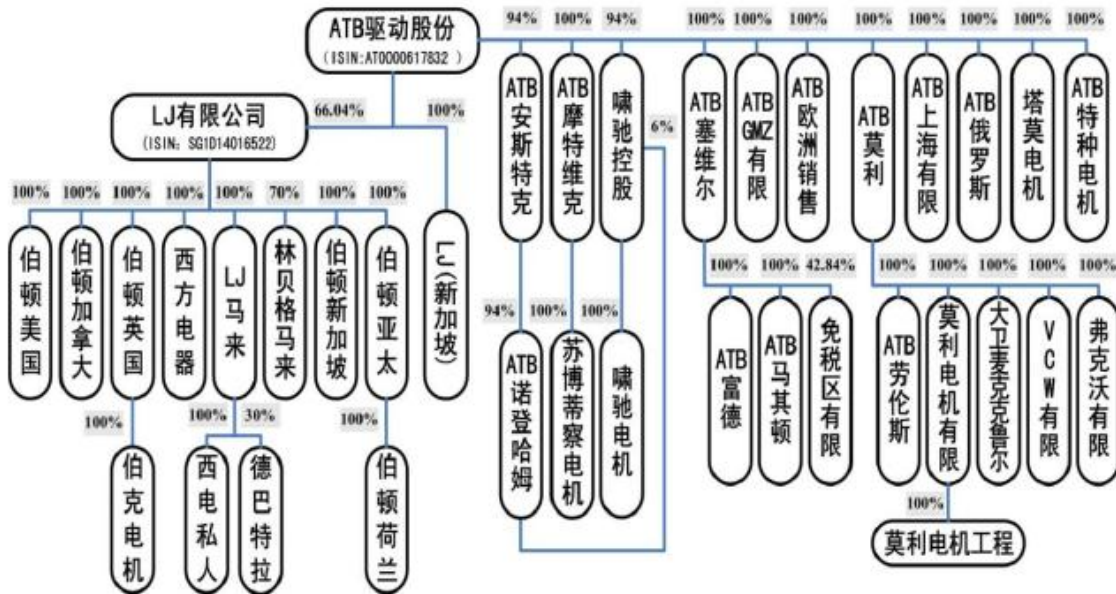 ATB驱动股份
(ISIN:AT0000617832 )
94%
100%
94%
100%
100%
100%
100%
100%
100%
100%
100%
LJ有限公司
(ISIN: SG1D14016522)
66.04%
100%
ATB安斯特克
ATB摩特维克
啸驰控股
6%
ATB塞维尔
ATB GMZ有限
ATB欧洲销售
ATB莫利
ATB上海有限
ATB俄罗斯
塔莫电机
ATB特种电机
100%
100%
100%
100%
100%
70%
100%
100%
伯顿美国
伯顿加拿大
伯顿英国
西方电器
LJ马来
林贝格马来
伯顿新加坡
伯顿亚太
LJ(新加坡)
94%
100%
100%
100%
100%
42.84%
100%
100%
100%
100%
100%
ATB诺登哈姆
苏博蒂察电机
啸驰电机
ATB富德
ATB马其顿
免税区有限
ATB劳伦斯
莫利电机有限
大卫麦克克鲁尔
VCW有限
弗克沃有限
100%
100%
30%
100%
伯克电机
西电私人
德巴特拉
伯顿荷兰
100%
莫利电机工程